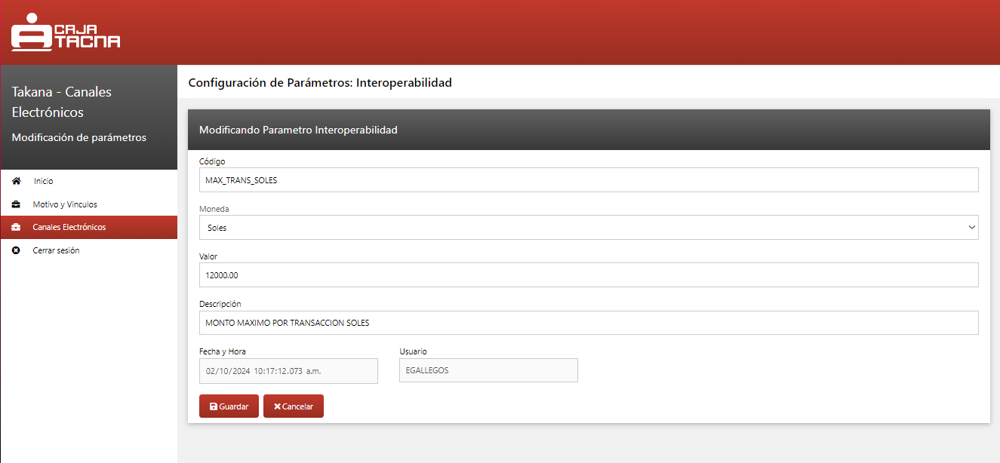 CAJA
TACNA
Takana - Canales
Electrónicos
Modificación de parámetros
Inicio
Motivo y Vinculos
Canales Electrónicos
Cerrar sesión
Configuración de Parámetros: Interoperabilidad
Modificando Parametro Interoperabilidad
Código
MAX_TRANS_SOLES
Moneda
Soles
Valor
12000.00
Descripción
MONTO MAXIMO POR TRANSACCION SOLES
Fecha y Hora Usuario
02/10/2024 10:17:12.073 a.m. EGALLEGOS
Guardar Cancelar